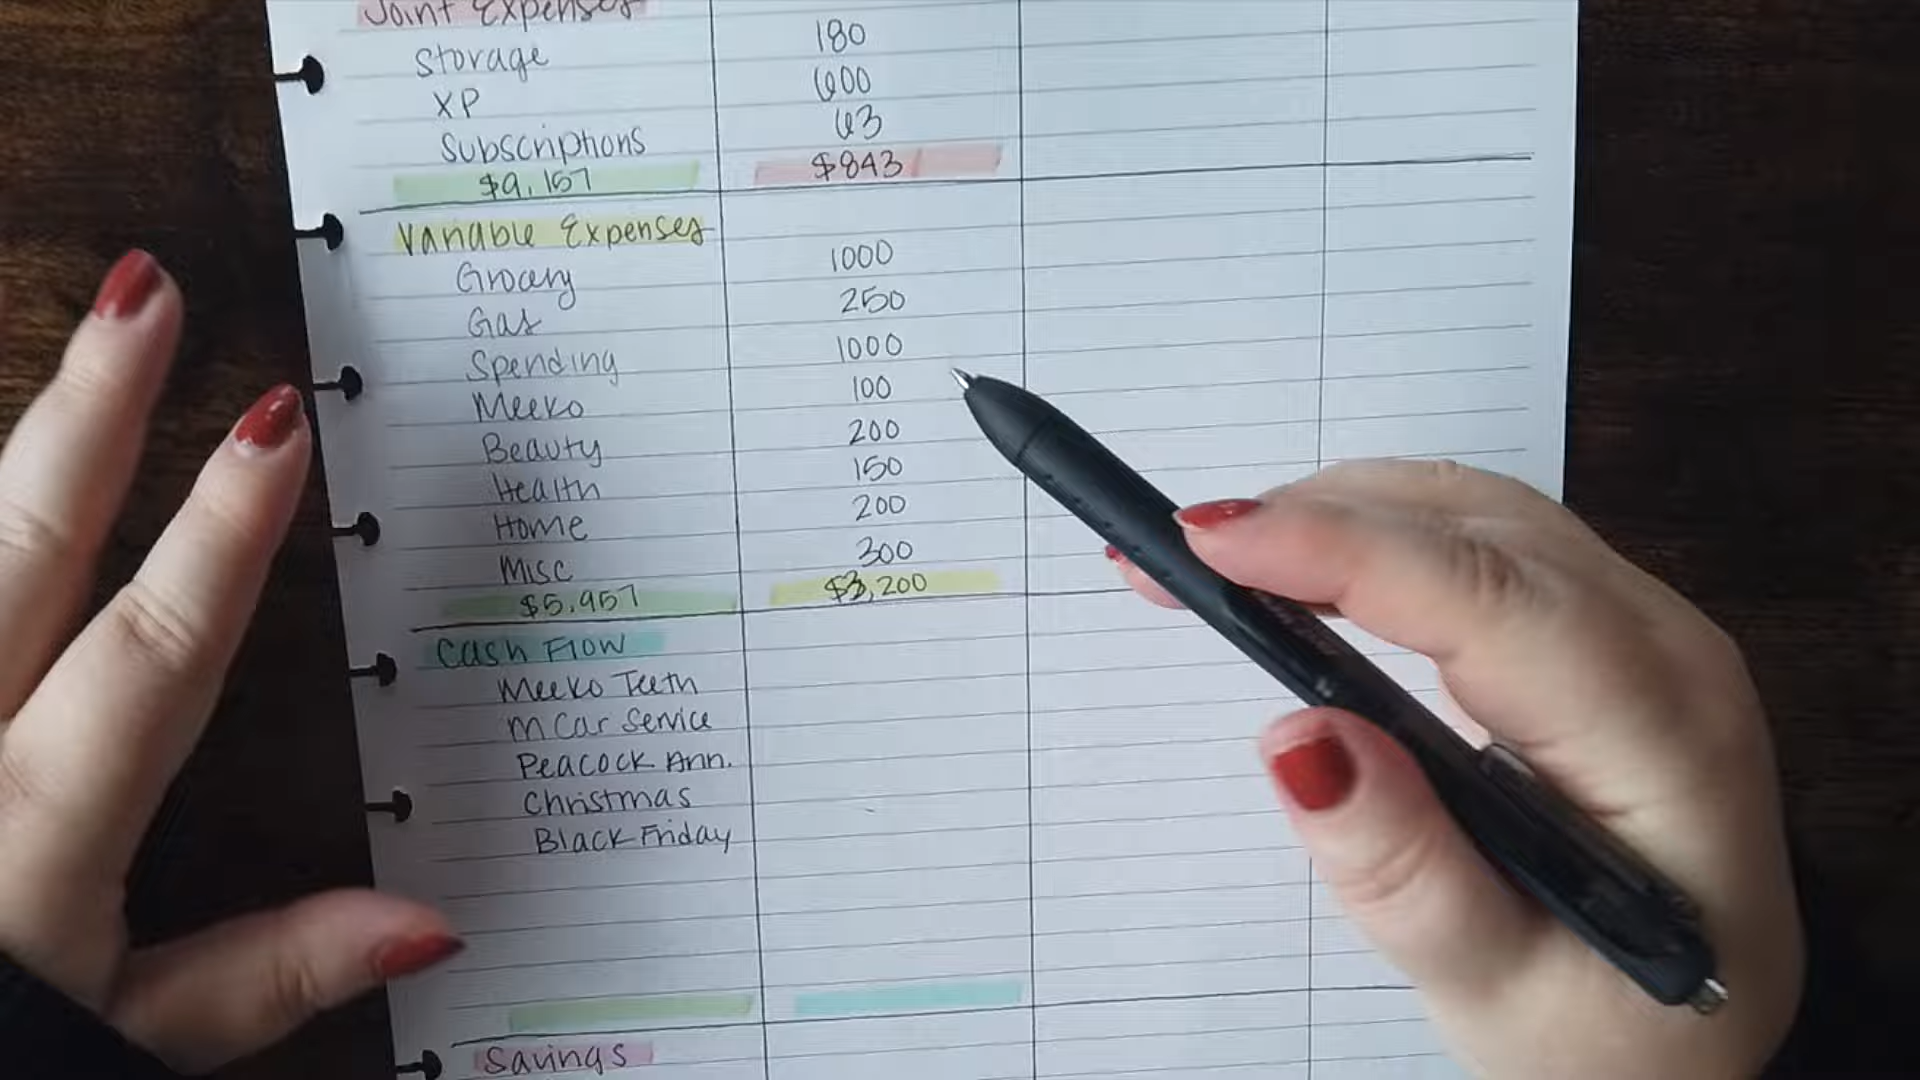 Joint Expenses
Storage 180
XP 600
Subscriptions 63
$9,157 $843
Variable Expenses
Grocery 1000
Gas 250
Spending 1000
Meeko 100
Beauty 200
Health 150
Home 200
Misc 300
$5,957 $3,200
Cash Flow
Meeko Teeth
M Car Service
Peacock Ann.
Christmas
Black Friday
Savings